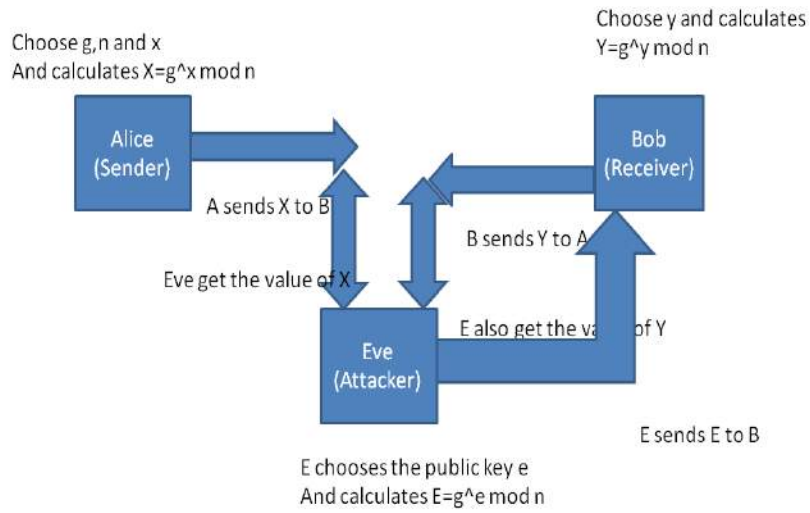 Choose g,n and x
And calculates X=g^x mod n
Choose y and calculates
Y=g^y mod n
Alice
(Sender)
Bob
(Receiver)
A sends X to B
B sends Y to A
Eve get the value of X
E also get the va of Y
Eve
(Attacker)
E sends E to B
E chooses the public key e
And calculates E=g^e mod n